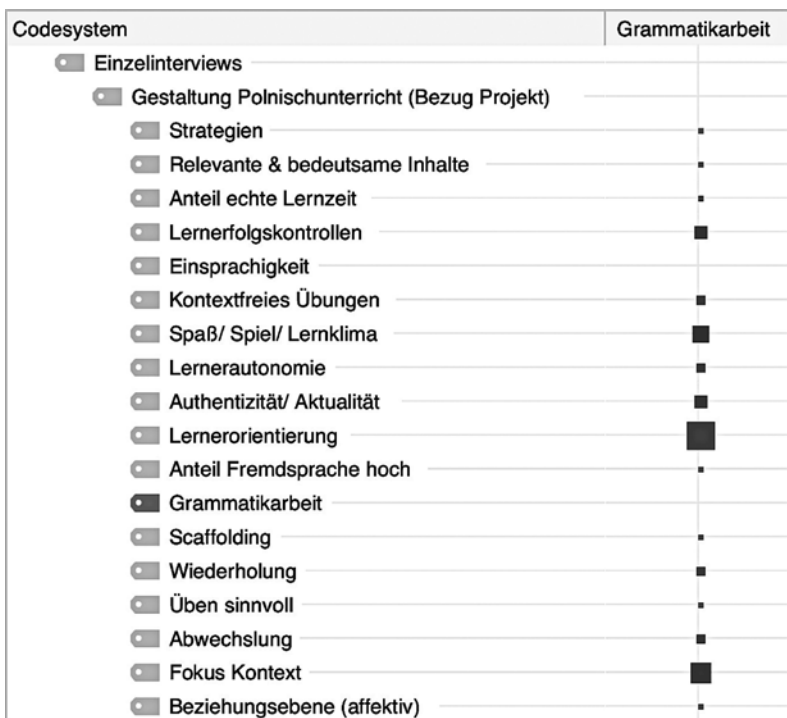 Codesystem Grammatikarbeit
Einzelinterviews
Gestaltung Polnischunterricht (Bezug Projekt)
Strategien
Relevante & bedeutsame Inhalte
Anteil echte Lernzeit
Lernerfolgskontrollen
Einsprachigkeit
Kontextfreies Übungen
Spaß/ Spiel/ Lernklima
Lernerautonomie
Authentizität/ Aktualität
Lernerorientierung
Anteil Fremdsprache hoch
Grammatikarbeit
Scaffolding
Wiederholung
Üben sinnvoll
Abwechslung
Fokus Kontext
Beziehungsebene (affektiv)